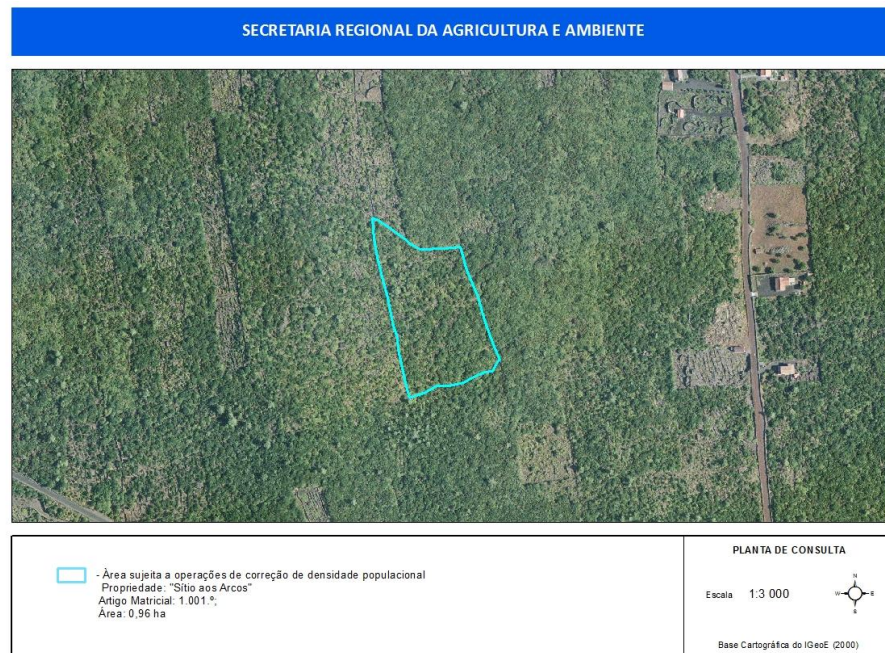 SECRETARIA REGIONAL DA AGRICULTURA E AMBIENTE
- Àrea sujeita a operações de correção de densidade populacional
Propriedade: "Sítio aos Arcos"
Artigo Matricial: 1.001.º;
Área: 0,96 ha
PLANTA DE CONSULTA
Escala 1:3 000
N
W E
S
Base Cartográfica do IGeoE (2000)